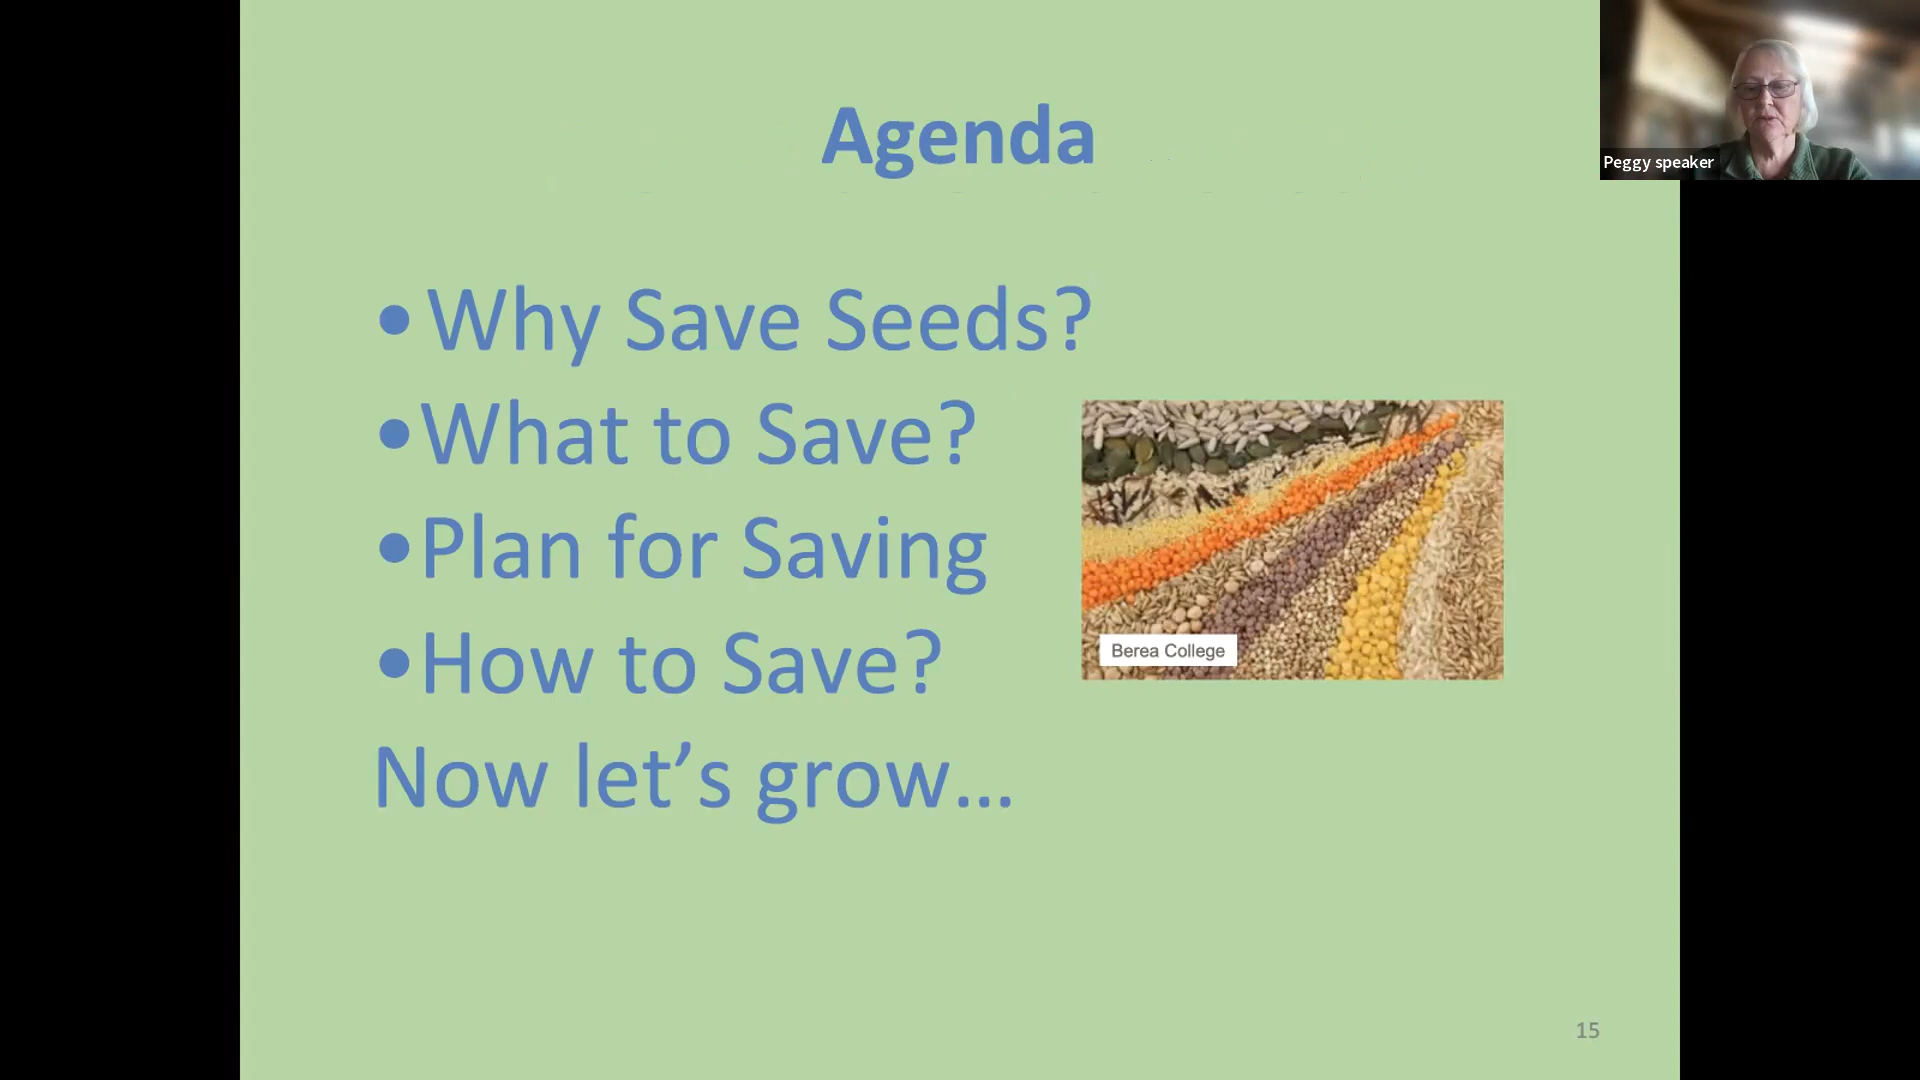 Agenda
Peggy speaker
•Why Save Seeds?
•What to Save?
•Plan for Saving
•How to Save?
Now let’s grow...
Berea College
15